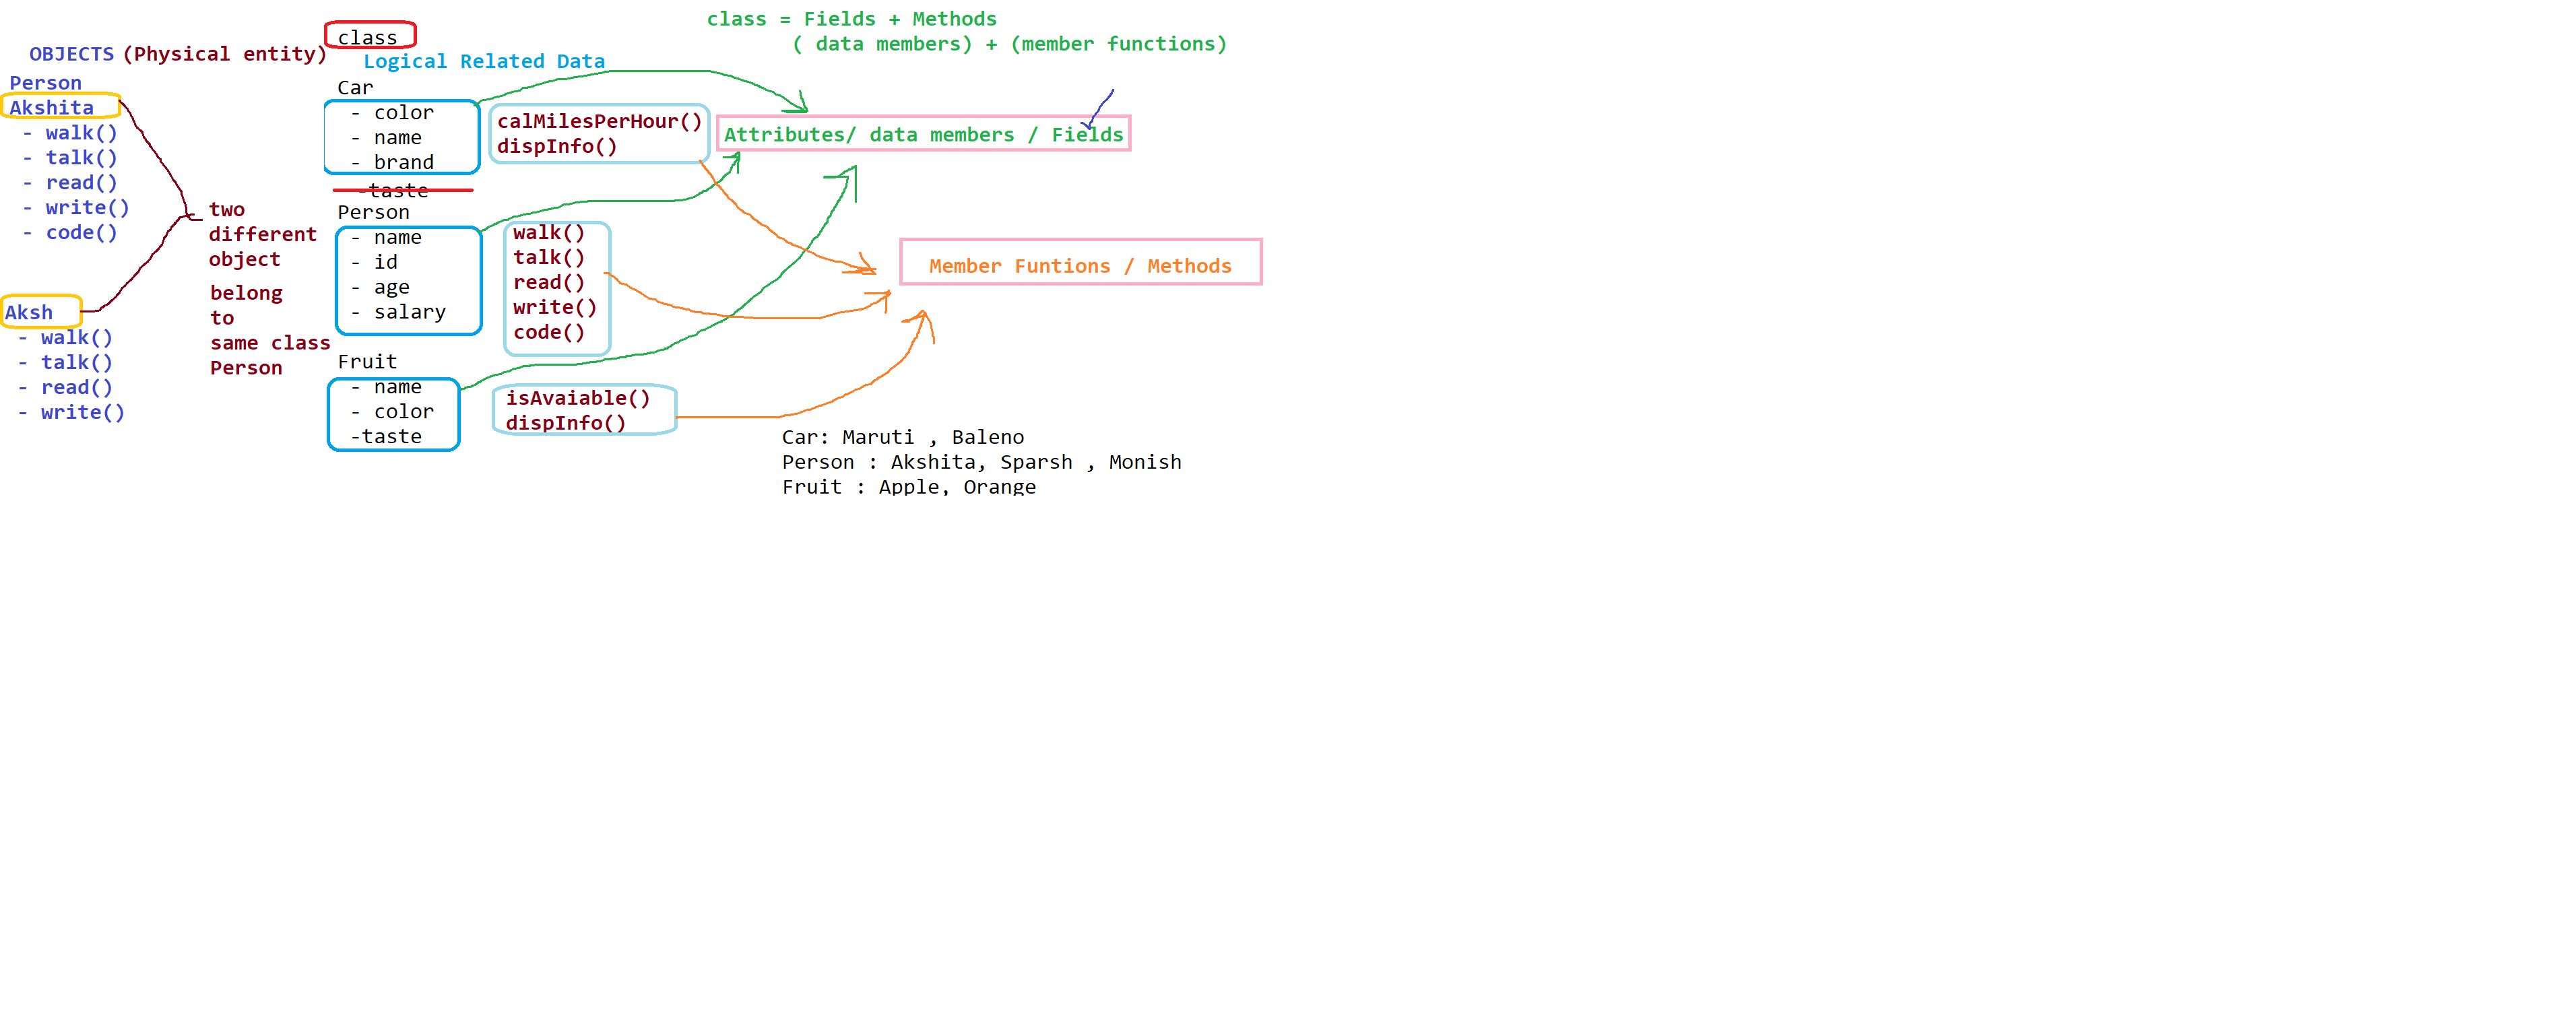 class = Fields + Methods
( data members) + (member functions)
class
OBJECTS (Physical entity)
Logical Related Data
Person
Akshita
- walk()
- talk()
- read()
- write()
- code()
Aksh
- walk()
- talk()
- read()
- write()
two
different
object
belong
to
same class
Person
Car
- color
- name
- brand
-taste
calMilesPerHour()
dispInfo()
Person
- name
- id
- age
- salary
walk()
talk()
read()
write()
code()
Fruit
- name
- color
-taste
isAvaiable()
dispInfo()
Attributes/ data members / Fields
Member Funtions / Methods
Car: Maruti , Baleno
Person : Akshita, Sparsh , Monish
Fruit : Apple, Orange